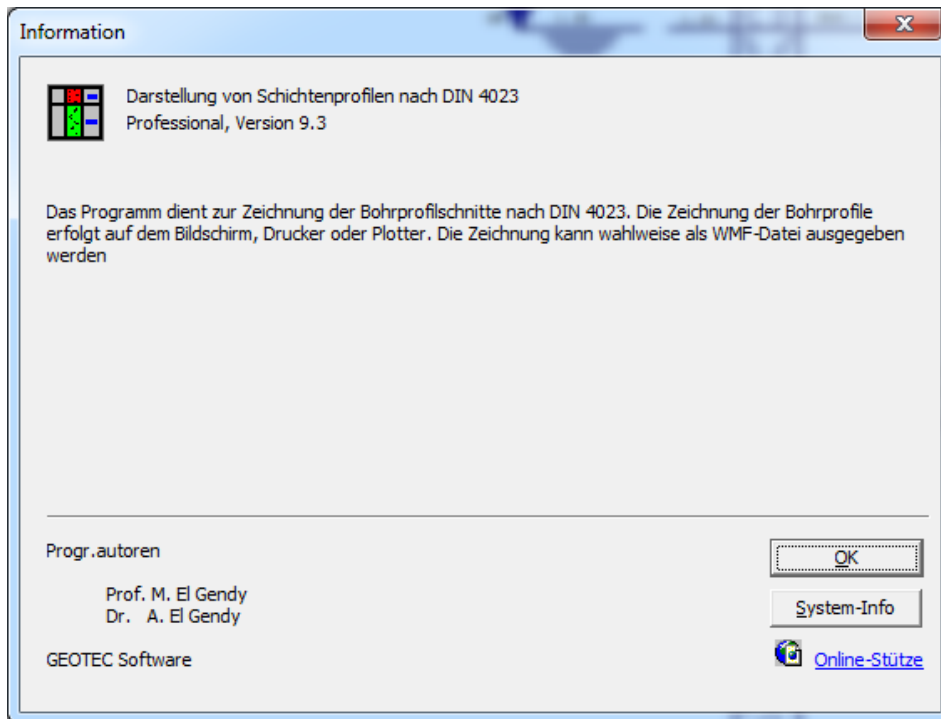 Information
Darstellung von Schichtenprofilen nach DIN 4023
Professional, Version 9.3
Das Programm dient zur Zeichnung der Bohrprofilschnitte nach DIN 4023. Die Zeichnung der Bohrprofile
erfolgt auf dem Bildschirm, Drucker oder Plotter. Die Zeichnung kann wahlweise als WMF-Datei ausgegeben
werden
Progr.autoren
OK
Prof. M. El Gendy
Dr. A. El Gendy
System-Info
GEOTEC Software
Online-Stütze